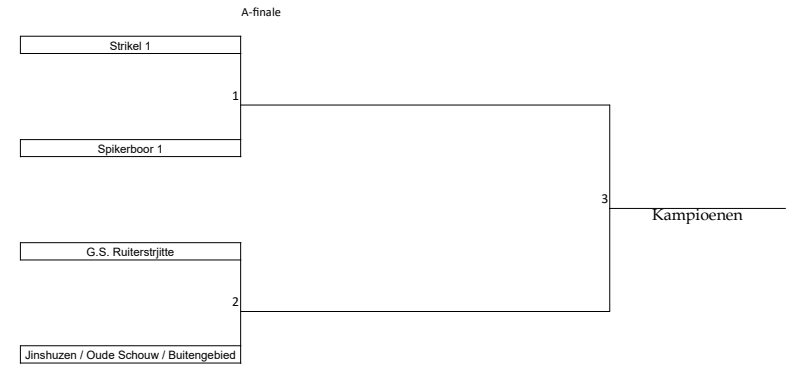 A-finale
Strikel 1
1
Spikerboor 1
3
Kampioenen
G.S. Ruiterstrjitte
2
Jinshuzen / Oude Schouw / Buitengebied